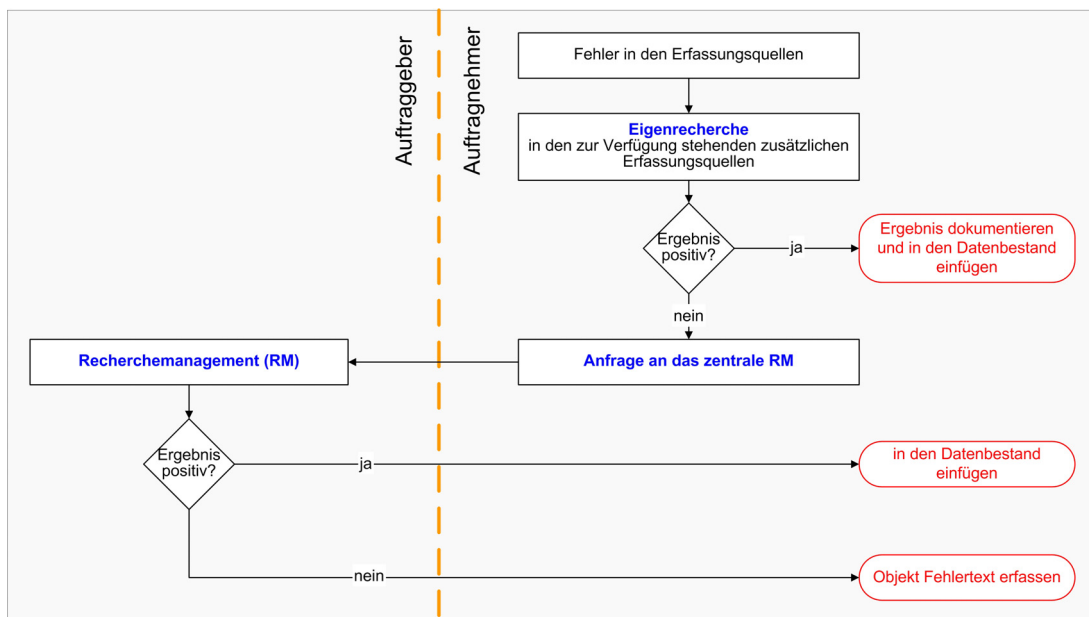 Auftraggeber
Auftragnehmer
Fehler in den Erfassungsquellen
Eigenrecherche
in den zur Verfügung stehenden zusätzlichen
Erfassungsquellen
Ergebnis
positiv?
ja
Ergebnis dokumentieren
und in den Datenbestand
einfügen
nein
Recherchemanagement (RM)
Anfrage an das zentrale RM
Ergebnis
positiv?
ja
in den Datenbestand
einfügen
nein
Objekt Fehlertext erfassen